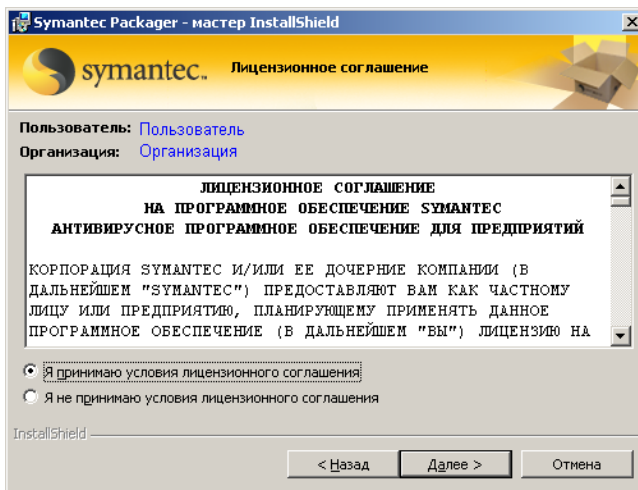 Symantec Packager - мастер InstallShield
symantec.
Лицензионное соглашение
Пользователь: Пользователь
Организация: Организация
ЛИЦЕНЗИОННОЕ СОГЛАШЕНИЕ
НА ПРОГРАММНОЕ ОБЕСПЕЧЕНИЕ SYMANTEC
АНТИВИРУСНОЕ ПРОГРАММНОЕ ОБЕСПЕЧЕНИЕ ДЛЯ ПРЕДПРИЯТИЙ
КОРПОРАЦИЯ SYMANTEC И/ИЛИ ЕЕ ДОЧЕРНИЕ КОМПАНИИ (В
ДАЛЬНЕЙШЕМ "SYMANTEC") ПРЕДОСТАВЛЯЮТ ВАМ КАК ЧАСТНОМУ
ЛИЦУ ИЛИ ПРЕДПРИЯТИЮ, ПЛАНИРУЮЩЕМУ ПРИМЕНЯТЬ ДАННОЕ
ПРОГРАММНОЕ ОБЕСПЕЧЕНИЕ (В ДАЛЬНЕЙШЕМ "ВЫ") ЛИЦЕНЗИЮ НА
Я принимаю условия лицензионного соглашения
Я не принимаю условия лицензионного соглашения
InstallShield
< Назад
Далее >
Отмена